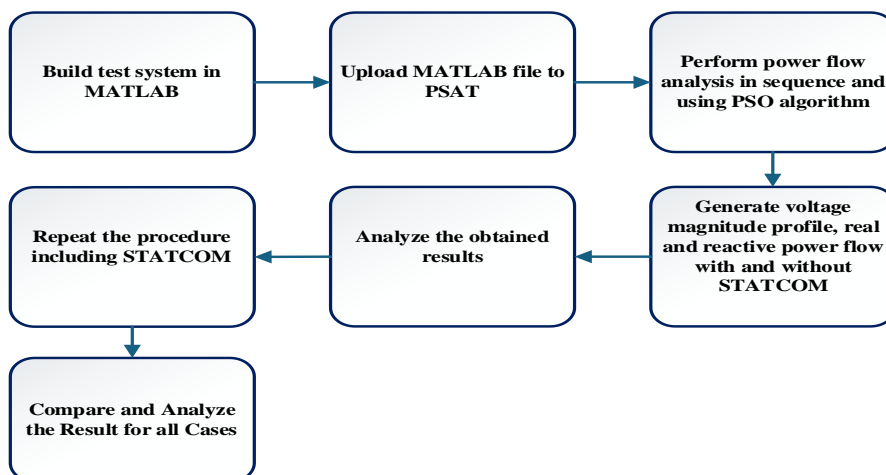 Build test system in
MATLAB
Upload MATLAB file to
PSAT
Perform power flow
analysis in sequence and
using PSO algorithm
Generate voltage
magnitude profile, real
and reactive power flow
with and without
STATCOM
Analyze the obtained
results
Repeat the procedure
including STATCOM
Compare and Analyze
the Result for all Cases